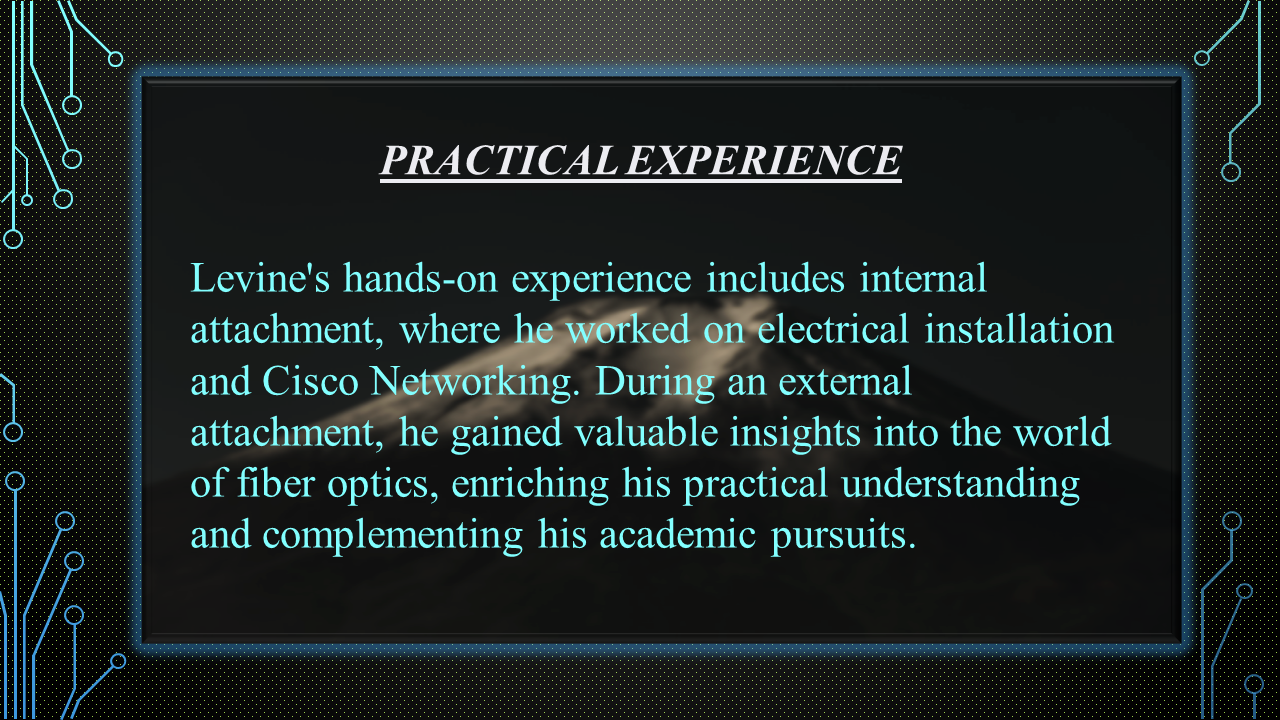 PRACTICAL EXPERIENCE
Levine's hands-on experience includes internal
attachment, where he worked on electrical installation
and Cisco Networking. During an external
attachment, he gained valuable insights into the world
of fiber optics, enriching his practical understanding
and complementing his academic pursuits.